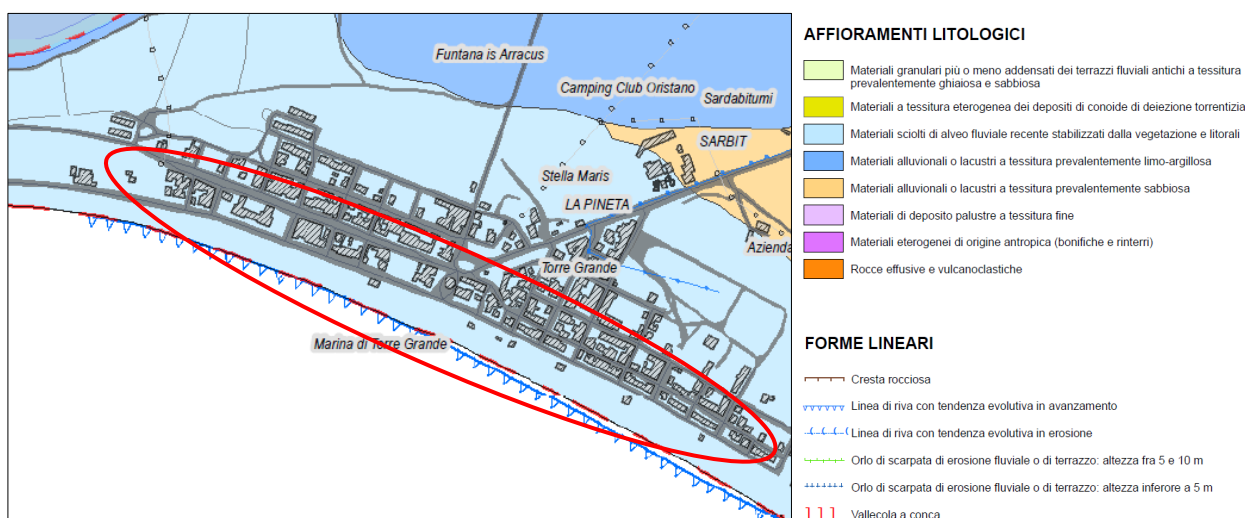 Funtana is Arracus
Camping Club Oristano
Sardabitumi
SARBIT
Stella Maris
LA PINETA
Azienda
Torre Grande
Marina di Torre Grande
AFFIORAMENTI LITOLOGICI
Materiali granulari più o meno addensati dei terrazzi fluviali antichi a tessitura
prevalentemente ghiaiosa e sabbiosa
Materiali a tessitura eterogenea dei depositi di conoide di deiezione torrentizia
Materiali sciolti di alveo fluviale recente stabilizzati dalla vegetazione e litorali
Materiali alluvionali o lacustri a tessitura prevalentemente limo-argillosa
Materiali alluvionali o lacustri a tessitura prevalentemente sabbiosa
Materiali di deposito palustre a tessitura fine
Materiali eterogenei di origine antropica (bonifiche e rinterri)
Rocce effusive e vulcanoclastiche
FORME LINEARI
Cresta rocciosa
Linea di riva con tendenza evolutiva in avanzamento
Linea di riva con tendenza evolutiva in erosione
Orlo di scarpata di erosione fluviale o di terrazzo: altezza fra 5 e 10 m
Orlo di scarpata di erosione fluviale o di terrazzo: altezza inferore a 5 m
Vallecola a conca